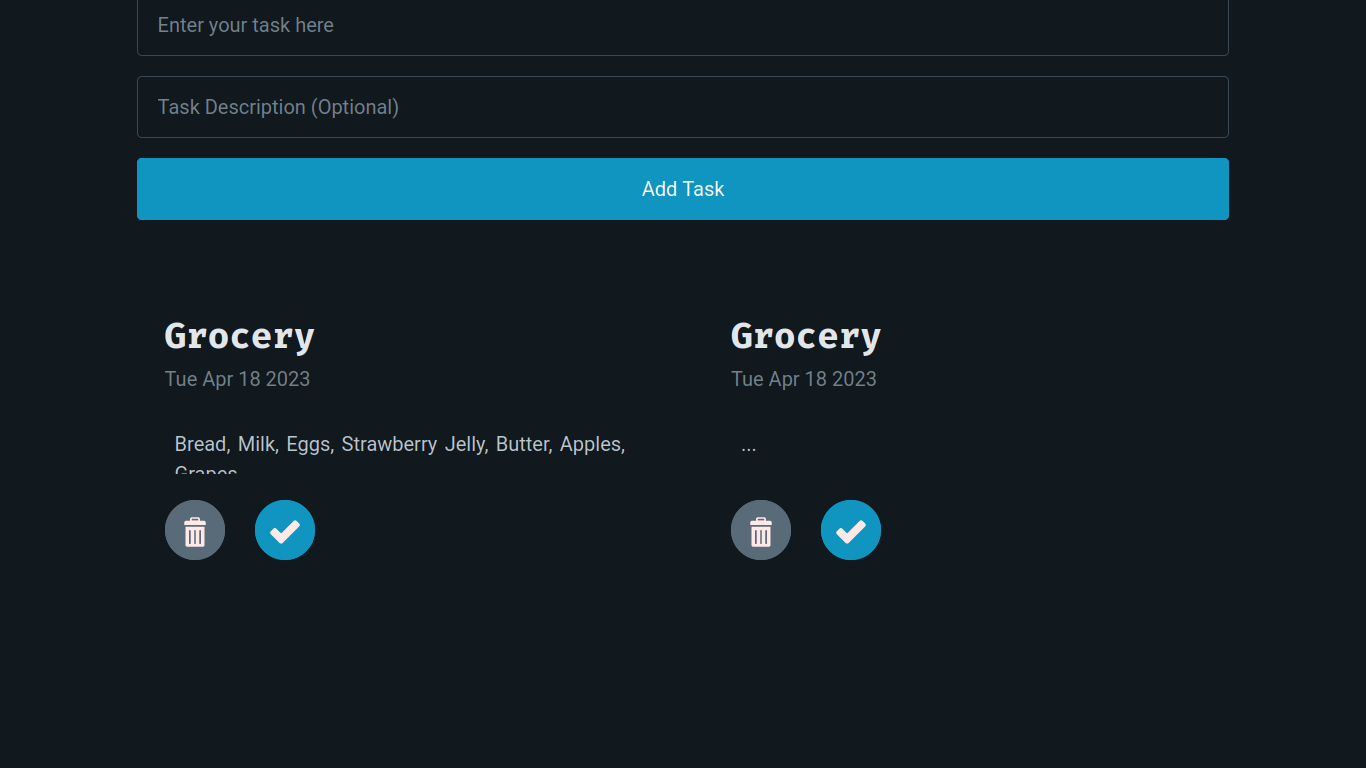 Enter your task here
Task Description (Optional)
Add Task
Grocery
Tue Apr 18 2023
Bread, Milk, Eggs, Strawberry Jelly, Butter, Apples,
Grapes
Grocery
Tue Apr 18 2023
...